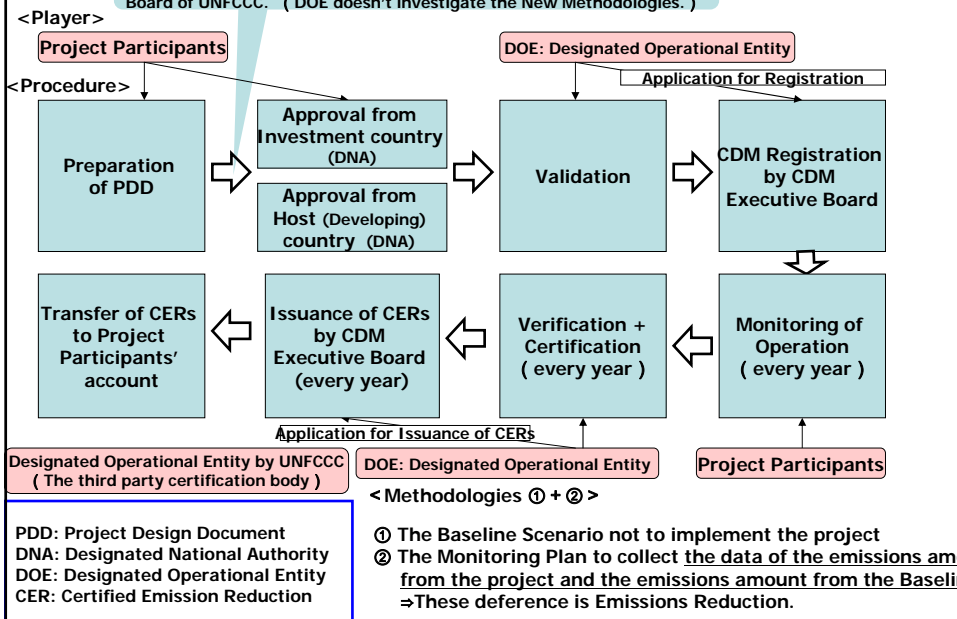 Board of UNFCCC. ( DOE doesn't investigate the New Methodologies. )
<Player>
Project Participants
DOE: Designated Operational Entity
Application for Registration
<Procedure>
Preparation
of PDD
Approval from
Investment country
(DNA)
Approval from
Host (Developing)
country (DNA)
Validation
CDM Registration
by CDM
Executive Board
Transfer of CERs
to Project
Participants'
account
Issuance of CERs
by CDM
Executive Board
(every year)
Verification +
Certification
( every year )
Monitoring of
Operation
( every year )
Application for Issuance of CERs
Designated Operational Entity by UNFCCC
( The third party certification body )
DOE: Designated Operational Entity
Project Participants
<Methodologies ① + ② >
PDD: Project Design Document
DNA: Designated National Authority
DOE: Designated Operational Entity
CER: Certified Emission Reduction
① The Baseline Scenario not to implement the project
② The Monitoring Plan to collect the data of the emissions am
from the project and the emissions amount from the Baseli
⇒These deference is Emissions Reduction.